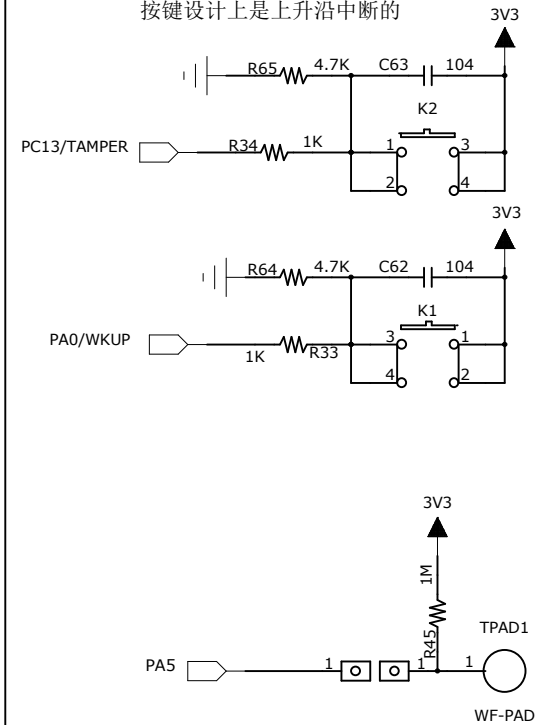 按键设计上是上升沿中断的
3V3
R65 4.7K C63 104
K2
PC13/TAMPER R34 1K 1 3
2 4
3V3
R64 4.7K C62 104
K1
PA0/WKUP 1K R33 3 1
4 2
3V3
1M
R45
TPAD1
PA5 1 1 1
WF-PAD